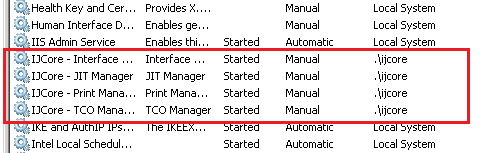 Health Key and Cer... Provides X.... Manual Local System
Human Interface D... Enables ge... Manual Local System
IIS Admin Service Enables thi... Started Automatic Local System
IJCore - Interface ... Interface ... Started Manual .\ijcore
IJCore - JIT Manager JIT Manager Started Manual .\ijcore
IJCore - Print Mana... Print Mana... Started Manual .\ijcore
IJCore - TCO Mana... TCO Manager Started Manual .\ijcore
IKE and AuthIP IPs... The IKEEX... Started Automatic Local System
Intel Local Schedul... Started Automatic Local System